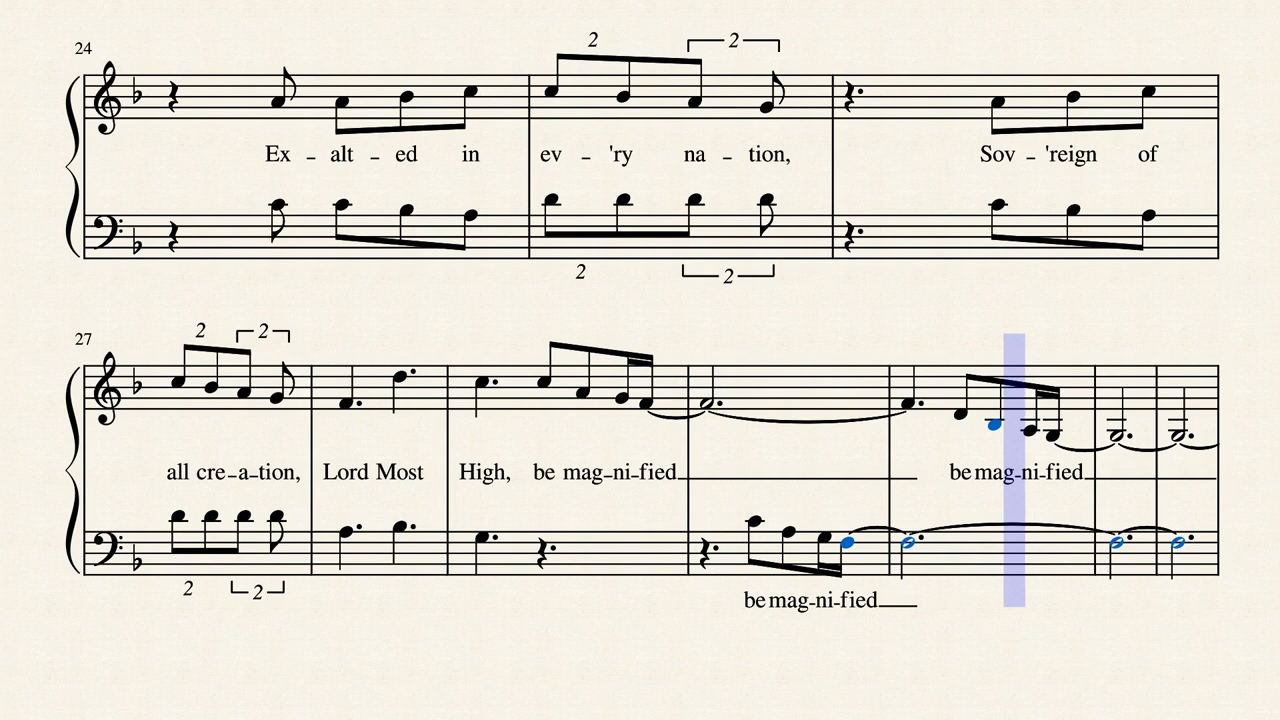 24
2 2
Ex - alt - ed in ev - 'ry na - tion, Sov - 'reign of
2 2
27
2 2
all cre-a-tion, Lord Most High, be mag-ni-fied be mag-ni-fied
2 2
be mag-ni-fied